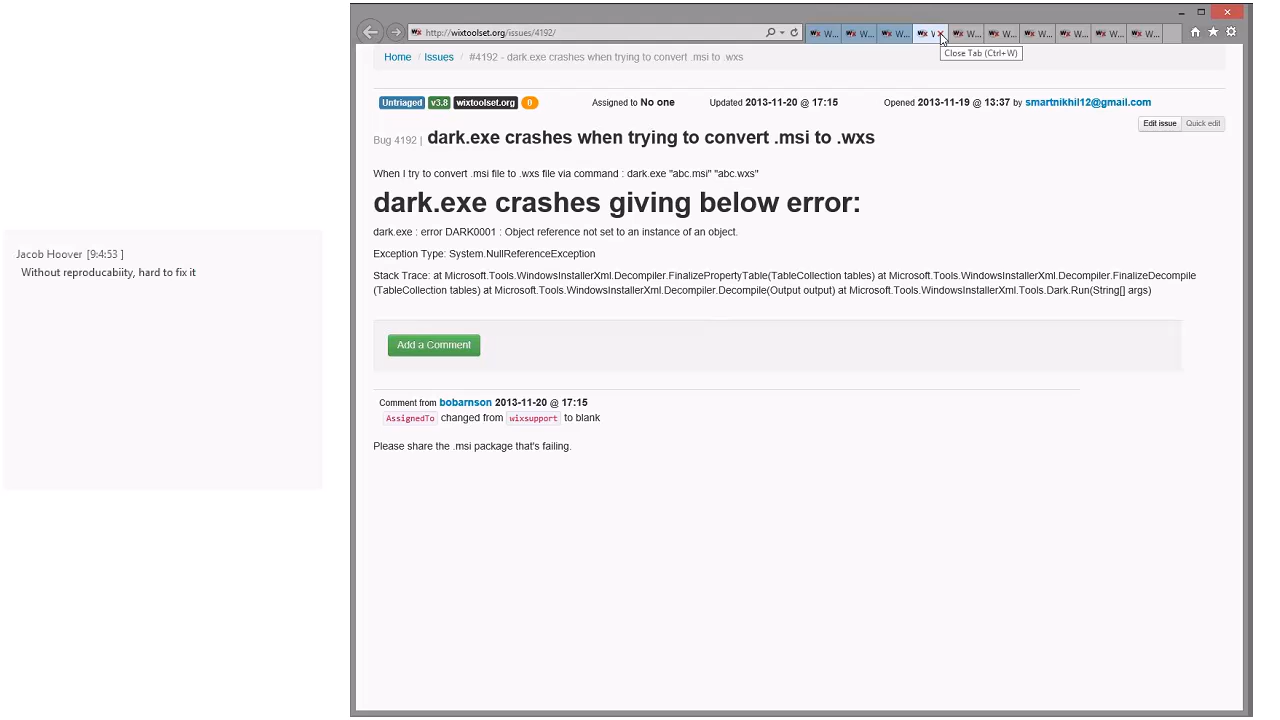 Jacob Hoover [9:4:53 ]
Without reproducabiity, hard to fix it
http://wixtoolset.org/issues/4192/
W... W... W... W W... W... W... W... W... W...
Close Tab (Ctrl+W)
Home / Issues / #4192 - dark.exe crashes when trying to convert .msi to .wxs
Untriaged v3.8 wixtoolset.org 0 Assigned to No one Updated 2013-11-20 @ 17:15 Opened 2013-11-19 @ 13:37 by smartnikhil12@gmail.com
Edit issue Quick edit
Bug 4192 | dark.exe crashes when trying to convert .msi to .wxs
When I try to convert .msi file to .wxs file via command : dark.exe "abc.msi" "abc.wxs"
dark.exe crashes giving below error:
dark.exe : error DARK0001 : Object reference not set to an instance of an object.
Exception Type: System.NullReferenceException
Stack Trace: at Microsoft.Tools.WindowsInstallerXml.Decompiler.FinalizePropertyTable(TableCollection tables) at Microsoft.Tools.WindowsInstallerXml.Decompiler.FinalizeDecompile
(TableCollection tables) at Microsoft.Tools.WindowsInstallerXml.Decompiler.Decompile(Output output) at Microsoft.Tools.WindowsInstallerXml.Tools.Dark.Run(String[] args)
Add a Comment
Comment from bobarnson 2013-11-20 @ 17:15
AssignedTo changed from wixsupport to blank
Please share the .msi package that's failing.